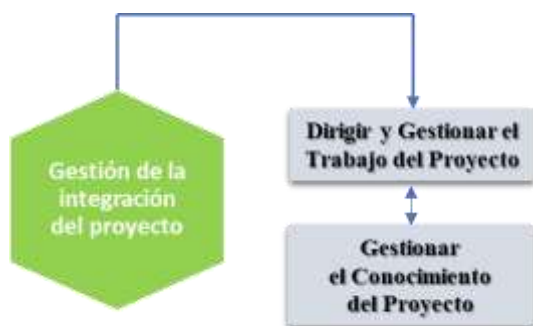 Gestión de la
integración
del proyecto
Dirigir y Gestionar el
Trabajo del Proyecto
Gestionar
el Conocimiento
del Proyecto